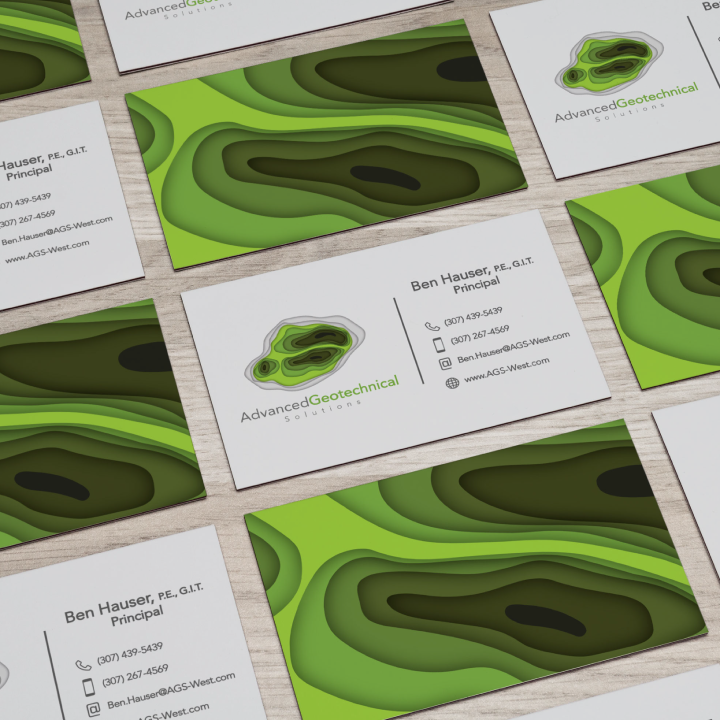 AdvancedGeotechnical
Solutions
Hauser, P.E., G.I.T.
Principal
(307) 439-5439
(307) 267-4569
Ben.Hauser@AGS-West.com
www.AGS-West.com
AdvancedGeotechnical
Solutions
Ben Hauser, P.E., G.I.T.
Principal
(307) 439-5439
(307) 267-4569
Ben.Hauser@AGS-West.com
www.AGS-West.com
AdvancedGeotechnical
Solutions
Ben Hauser, P.E., G.I.T.
Principal
(307) 439-5439
(307) 267-4569
Ben.Hauser@AGS-West.com
www.AGS-West.com